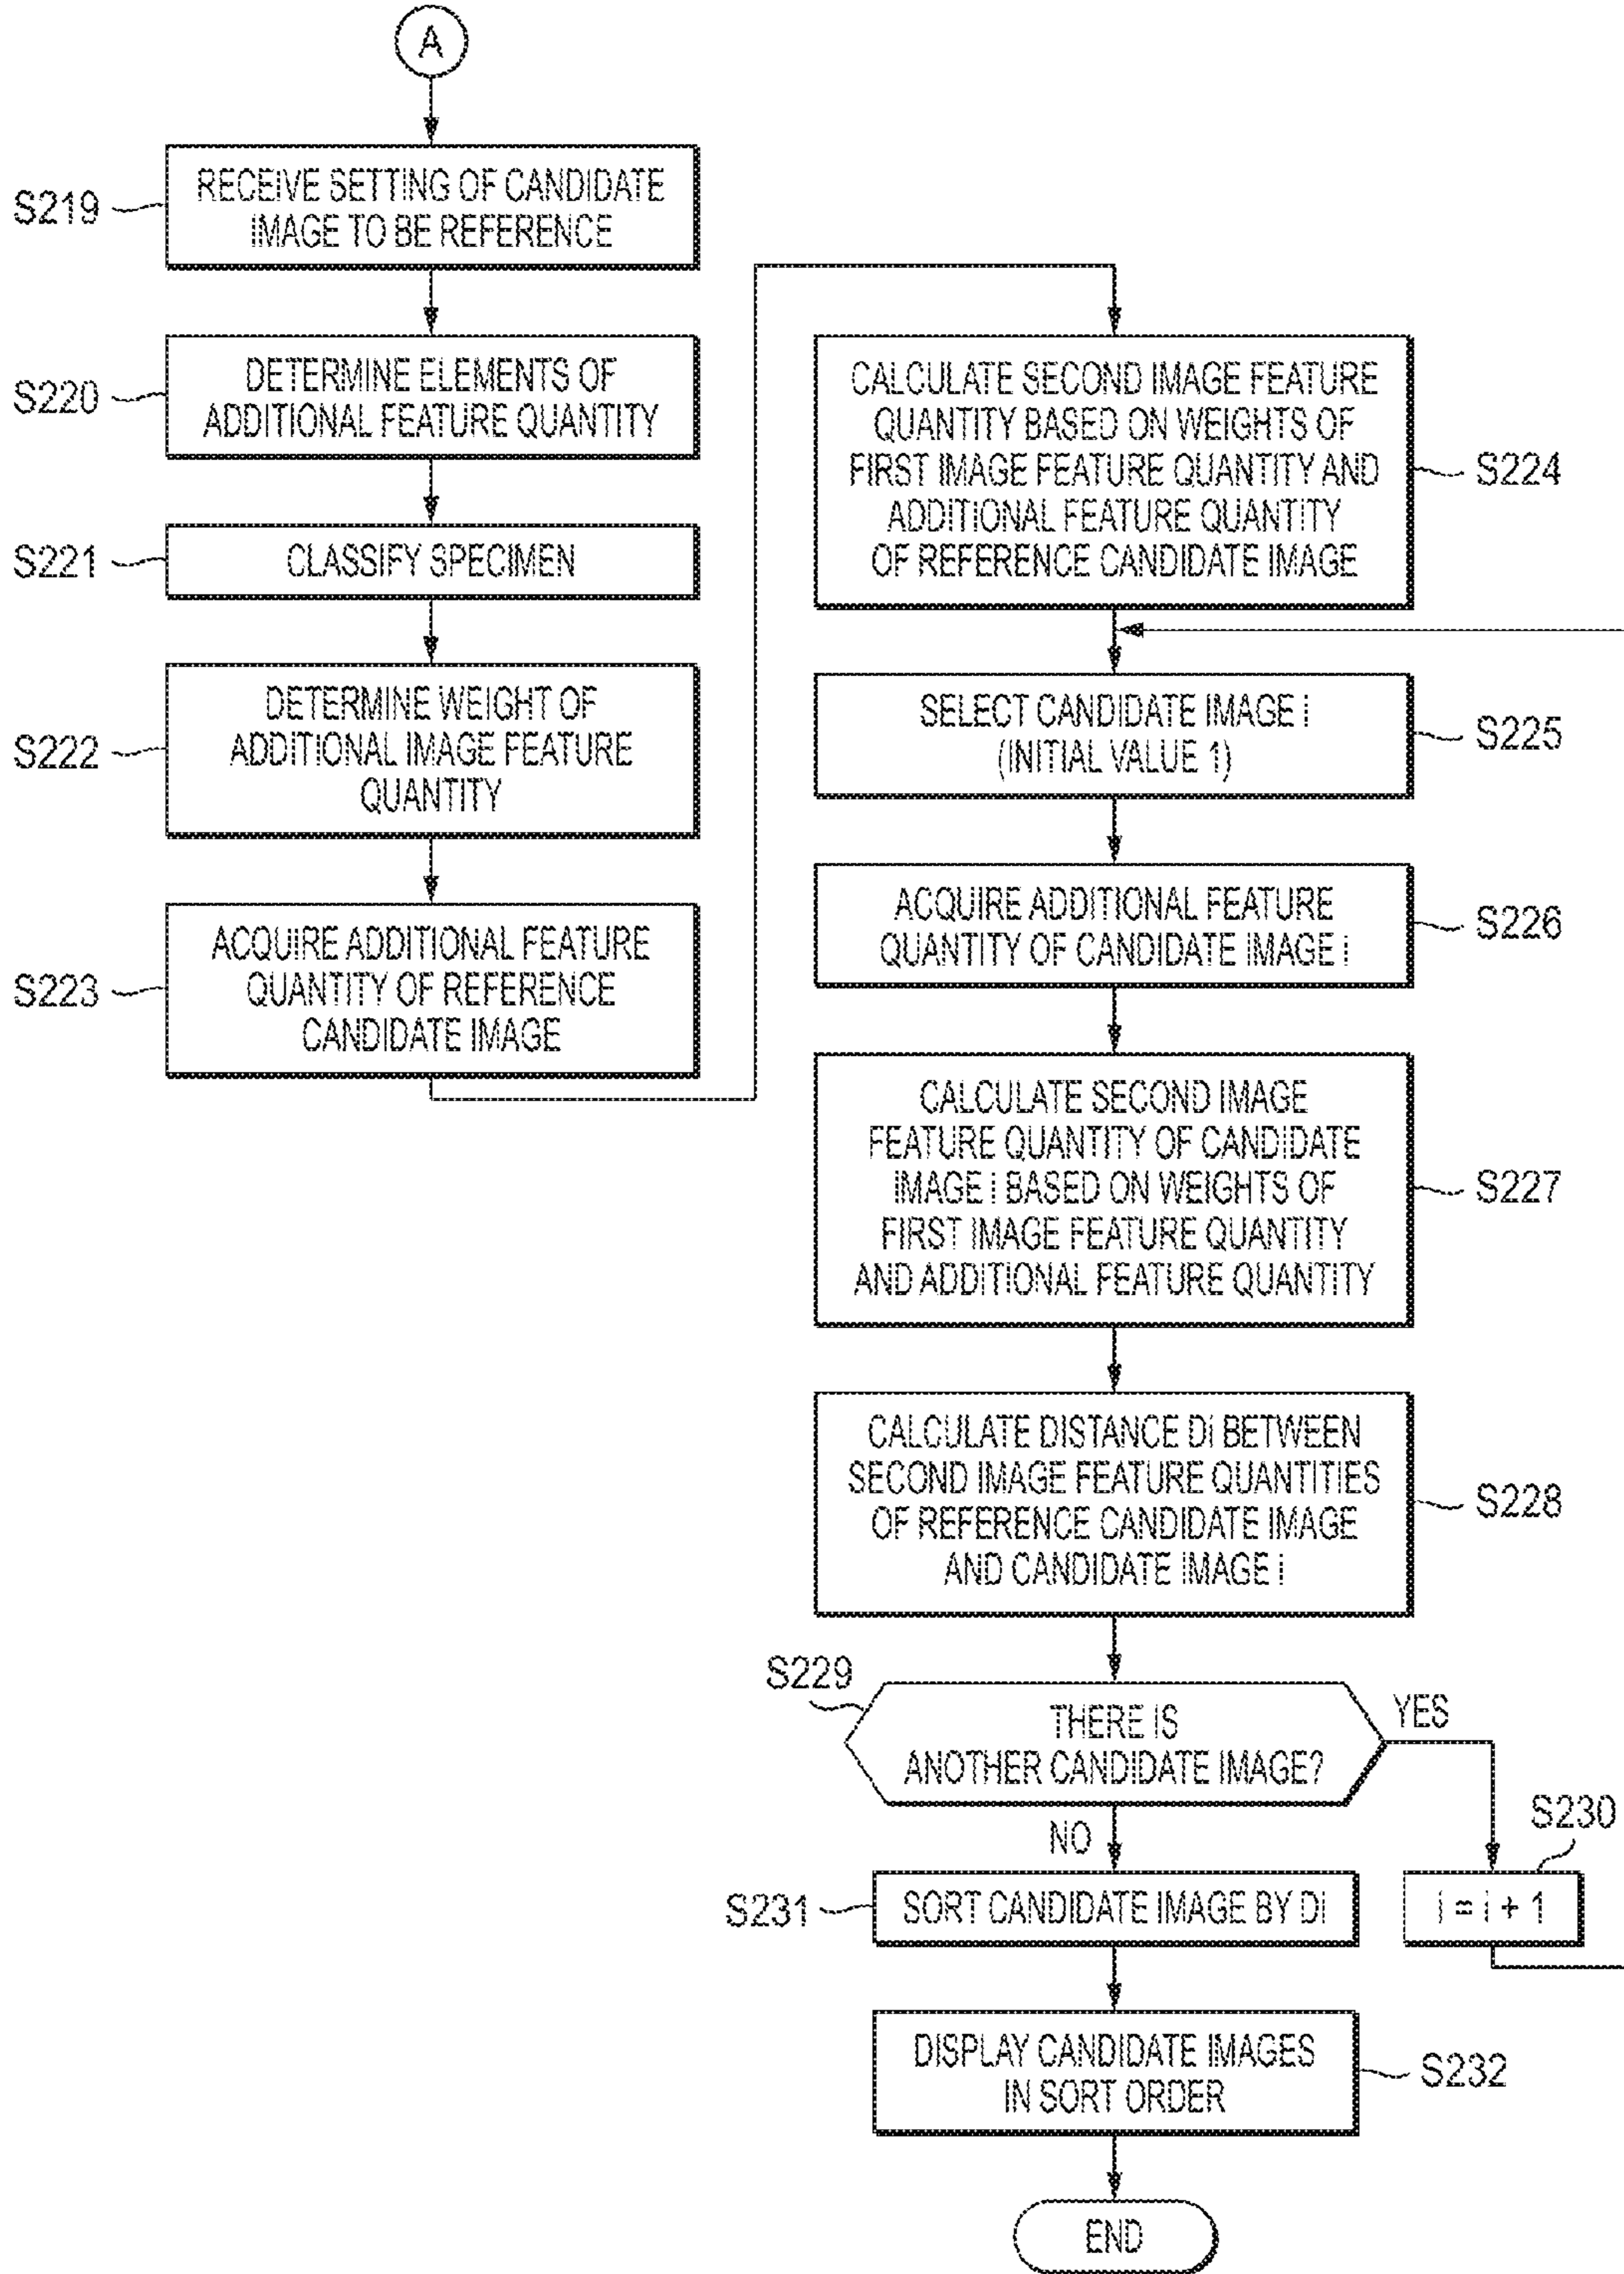 A
S219
RECEIVE SETTING OF CANDIDATE
IMAGE TO BE REFERENCE
S220
DETERMINE ELEMENTS OF
ADDITIONAL FEATURE QUANTITY
S221
CLASSIFY SPECIMEN
S222
DETERMINE WEIGHT OF
ADDITIONAL IMAGE FEATURE
QUANTITY
S223
ACQUIRE ADDITIONAL FEATURE
QUANTITY OF REFERENCE
CANDIDATE IMAGE
CALCULATE SECOND IMAGE FEATURE
QUANTITY BASED ON WEIGHTS OF
FIRST IMAGE FEATURE QUANTITY AND
ADDITIONAL FEATURE QUANTITY
OF REFERENCE CANDIDATE IMAGE
S224
SELECT CANDIDATE IMAGE i
(INITIAL VALUE 1)
S225
ACQUIRE ADDITIONAL FEATURE
QUANTITY OF CANDIDATE IMAGE i
S226
CALCULATE SECOND IMAGE
FEATURE QUANTITY OF CANDIDATE
IMAGE i BASED ON WEIGHTS OF
FIRST IMAGE FEATURE QUANTITY
AND ADDITIONAL FEATURE QUANTITY
S227
CALCULATE DISTANCE Di BETWEEN
SECOND IMAGE FEATURE QUANTITIES
OF REFERENCE CANDIDATE IMAGE
AND CANDIDATE IMAGE i
S228
S229
THERE IS
ANOTHER CANDIDATE IMAGE?
YES
NO
S230
i = i + 1
S231
SORT CANDIDATE IMAGE BY Di
DISPLAY CANDIDATE IMAGES
IN SORT ORDER
S232
END